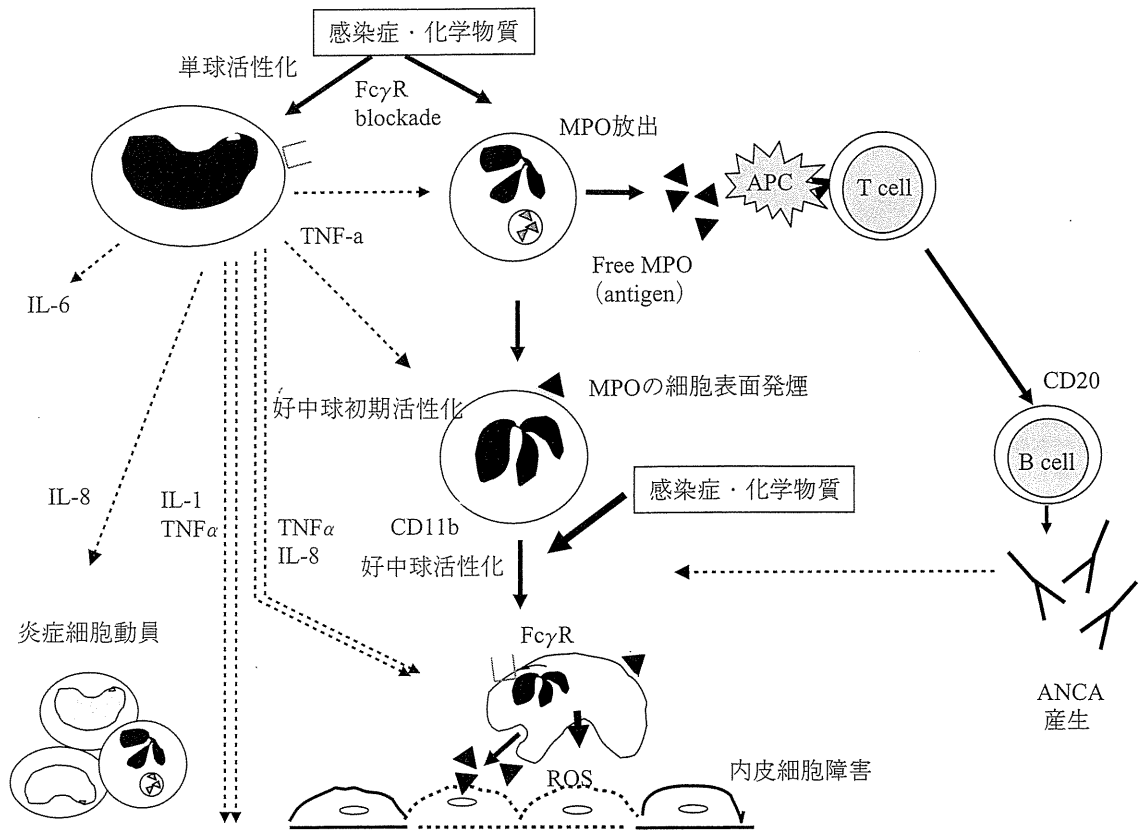 感染症・化学物質
単球活性化
FcγR
blockade
MPO放出
APC
T cell
TNF-a
Free MPO
（antigen）
IL-6
CD20
MPOの細胞表面発煙
好中球初期活性化
B cell
感染症・化学物質
IL-8
IL-1
TNFα
TNFα
IL-8
CD11b
好中球活性化
炎症細胞動員
FcγR
ANCA
産生
ROS
内皮細胞障害